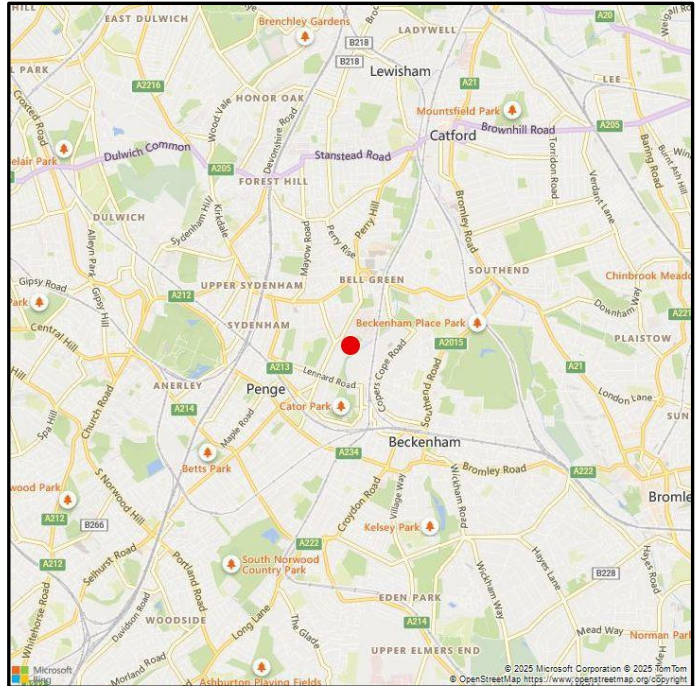 HILL
EAST DULWICH
Brenchley Gardens
B218
B218
LADYWELL
A20
Lewisham
A21
LEE
L PARK
A2216
HONOR OAK
Mountsfield Park
Croxted Road
Wood Vale
Devonshire Road
Catford
Brownhill Road
A205
elair Park
Dulwich Common
A205
Stanstead Road
Torridon Road
Verdant Lane
Baring Road
Burnt Ash Hill
FOREST HILL
DULWICH
Sydenham Hill
Kirkdale
Mayow Road
Perry Rise
Perry Hill
Bromley Road
Alleyn Park
Gipsy Road
Gipsy Hill
A212
UPPER SYDENHAM
BELL GREEN
SOUTHEND
Chinbrook Meado
Park
Downham Way
Central Hill
SYDENHAM
Beckenham Place Park
A2015
PLAISTOW
Hill
ANERLEY
A213
Lennard Road
Copers Cope Road
Southend Road
A21
Penge
London Lane
Church Road
A214
Maple Road
Cator Park
SUN
Spa Hill
Beckenham
Betts Park
A234
Bromley Road
A222
wood Park
S Norwood Hill
Croydon Road
Village Way
Wickham Road
Bromle
A212
B266
Kelsey Park
A222
A212
Selhurst Road
Portland Road
South Norwood
Country Park
Hayes Lane
Hayes Road
B228
Whitehorse Road
Davidson Road
WOODSIDE
Long Lane
The Glade
EDEN PARK
A214
Wickham Way
Mead Way
Norman Park
UPPER ELMERS END
Morland Road
Ashburton Playing Fields
Microsoft
Bing
© 2025 Microsoft Corporation © 2025 TomTom
© OpenStreetMap https://www.openstreetmap.org/copyright